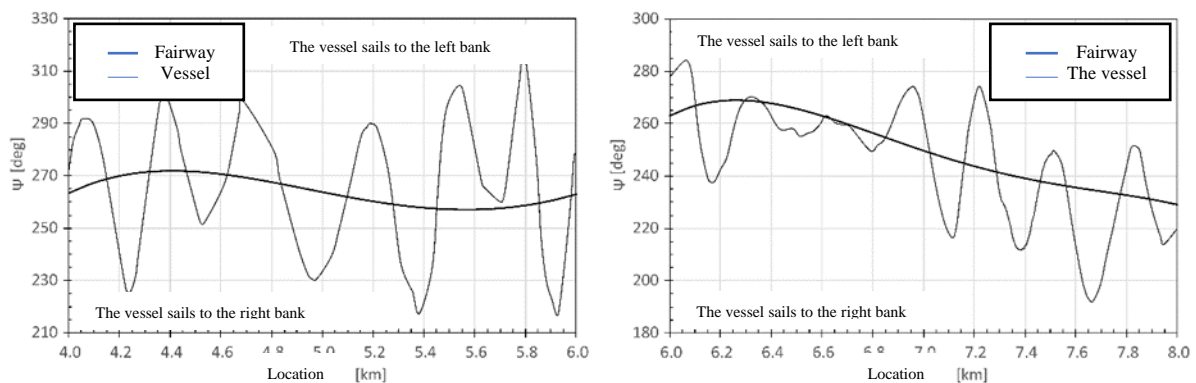 330
310
290
270
250
230
210
ψ [deg]
Fairway
Vessel
The vessel sails to the left bank
The vessel sails to the right bank
4.0 4.2 4.4 4.6 4.8 5.0 5.2 5.4 5.6 5.8 6.0
Location [km]
300
280
260
240
220
200
180
ψ [deg]
The vessel sails to the left bank
Fairway
The vessel
The vessel sails to the right bank
6.0 6.2 6.4 6.6 6.8 7.2 7.4 7.6 7.8 8.0
Location [km]